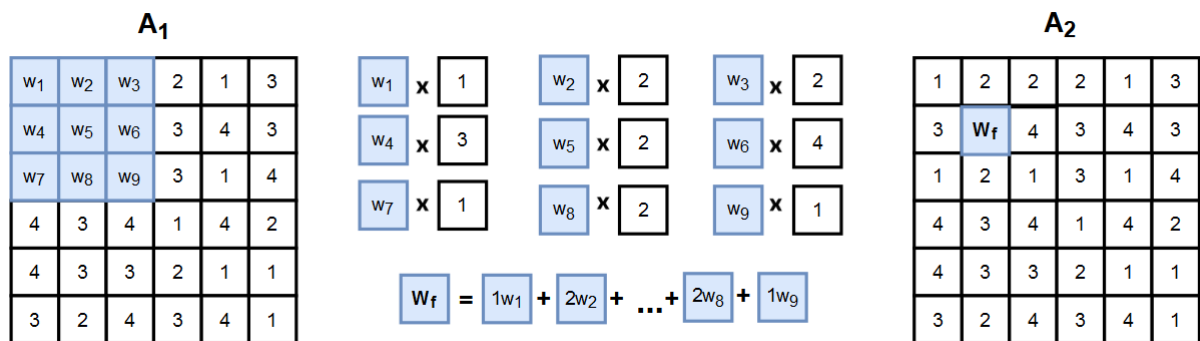 A1 A2
w1 w2 w3 2 1 3 w1 x 1 w2 x 2 w3 x 2 1 2 2 2 1 3
w4 w5 w6 3 4 3 w4 x 3 w5 x 2 w6 x 4 3 Wf 4 3 4 3
w7 w8 w9 3 1 4 w7 x 1 w8 x 2 w9 x 1 1 2 1 3 1 4
4 3 4 1 4 2 4 3 4 1 4 2
4 3 3 2 1 1 Wf = 1w1 + 2w2 + ... + 2w8 + 1w9 4 3 3 2 1 1
3 2 4 3 4 1 3 2 4 3 4 1